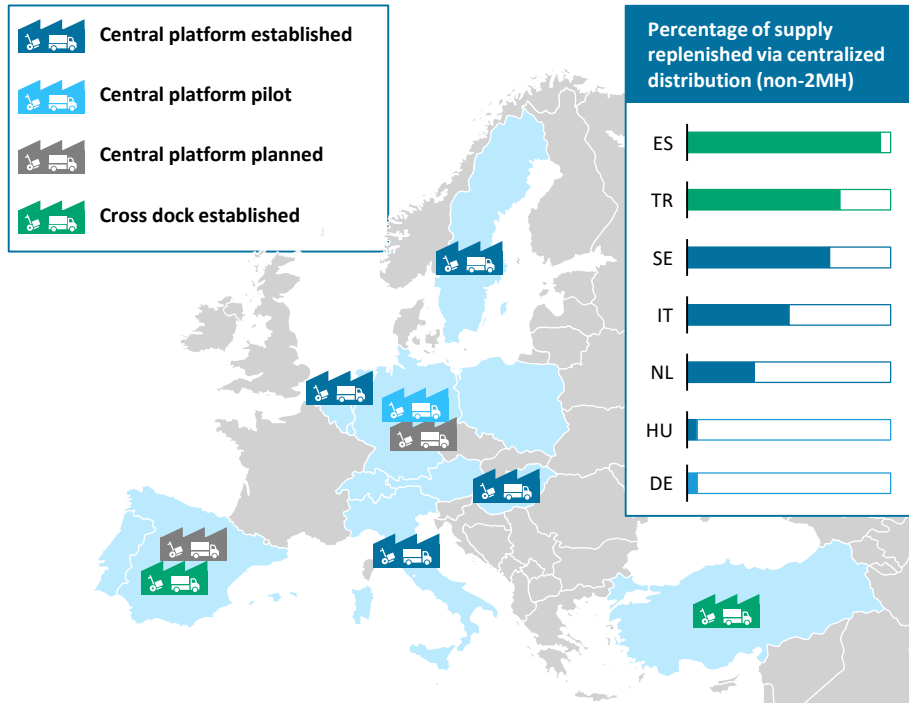 Central platform established
Central platform pilot
Central platform planned
Cross dock established
Percentage of supply
replenished via centralized
distribution (non-2MH)
ES
TR
SE
IT
NL
HU
DE